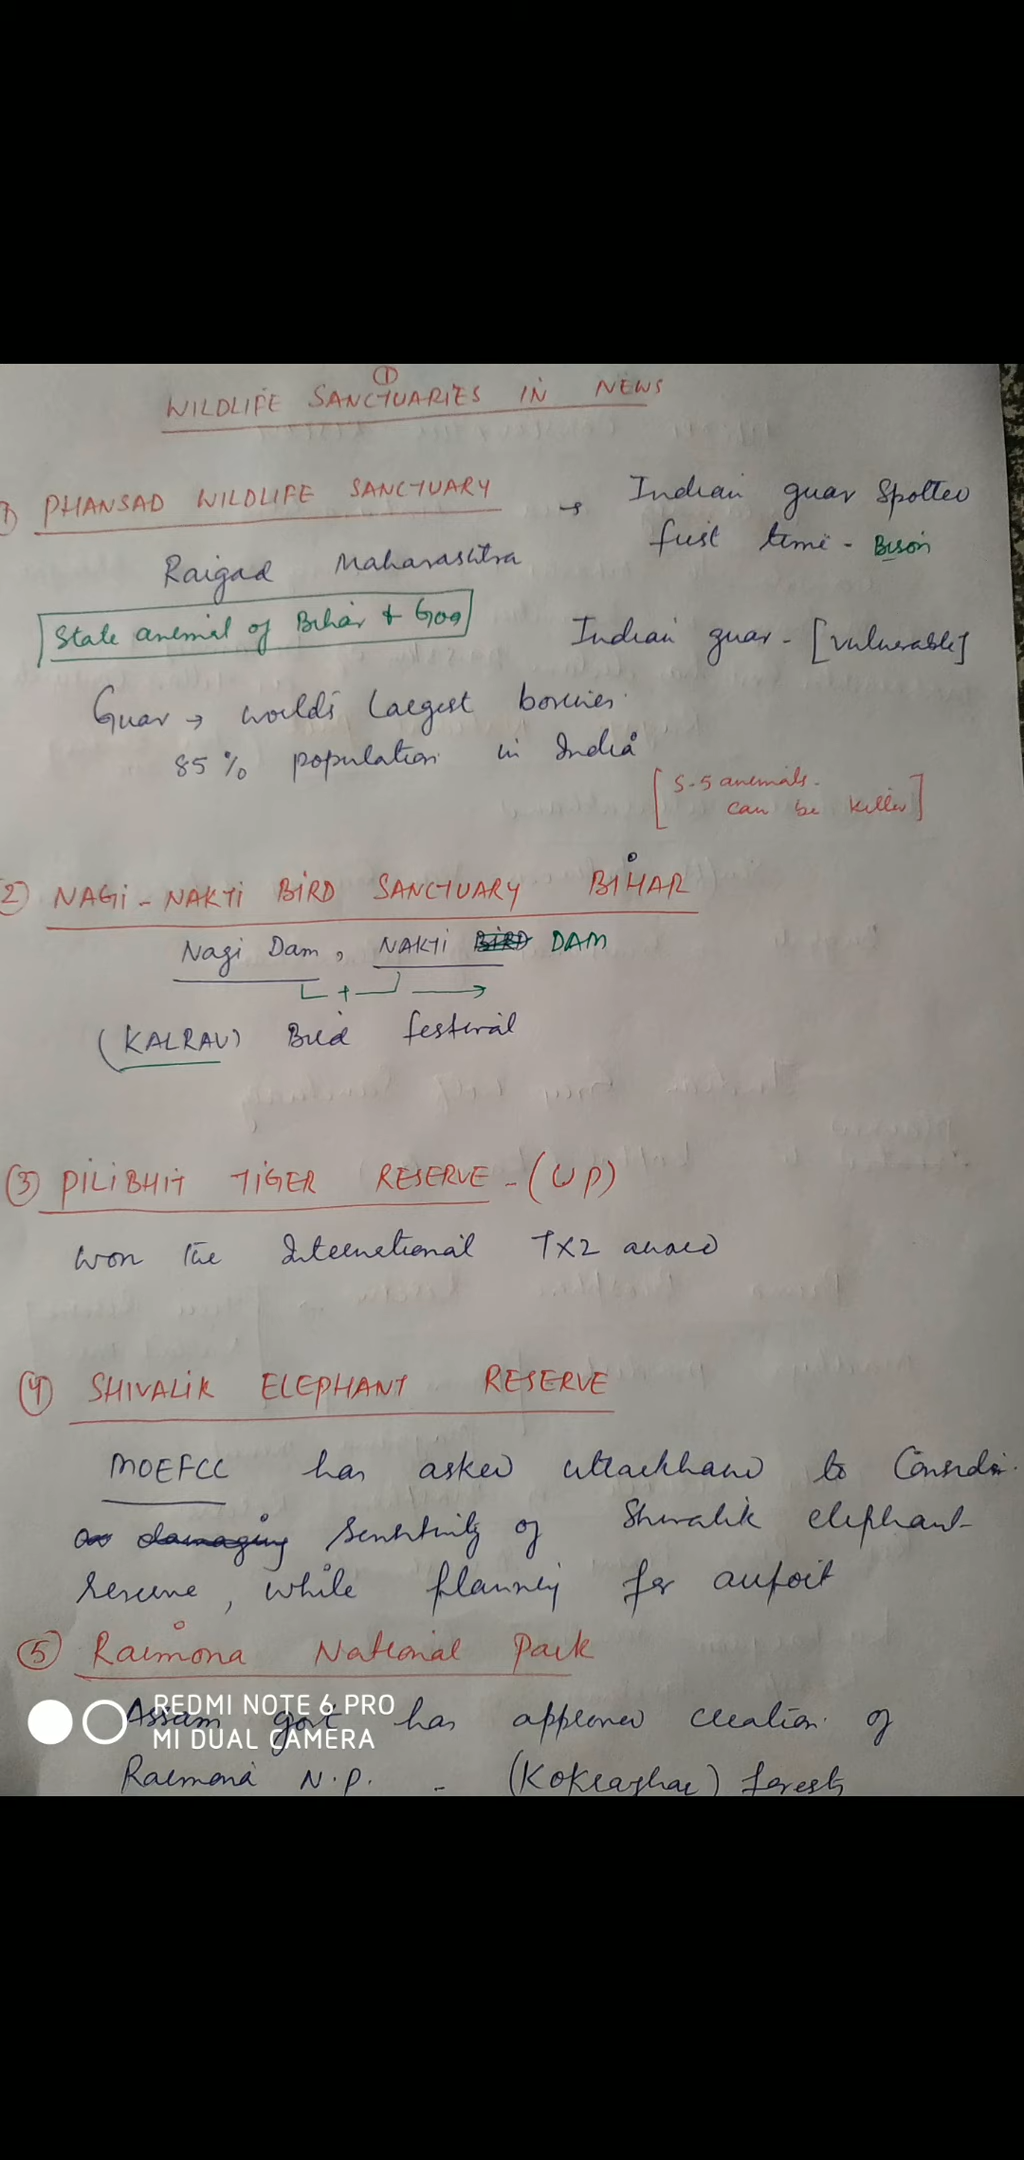 ①
WILDLIFE SANCTUARIES IN NEWS
1) PHANSAD WILDLIFE SANCTUARY → Indian guar Spotted
first time - Bison
Raigad Maharashtra
State animal of Bihar + Goa
Indian guar - [vulnerable]
Guar → world's largest bovines.
85% population in India
[S-5 animals.
can be killed]
② NAGI - NAKTI BIRD SANCTUARY BIHAR
Nagi Dam, NAKTI BIRD DAM
+ →
(KALRAV) Bird festival
③ PILIBHIT TIGER RESERVE - (UP)
won the International TX2 award
④ SHIVALIK ELEPHANT RESERVE
MOEFCC has asked uttarkhand to Consider
damaging sensitivity of Shivalik elephant
reserve, while planning for airport
⑤ Raimona National Park
Assam govt has approved creation of
Raimona N.P. - (Kokrajhar) forests
REDMI NOTE 6 PRO
MI DUAL CAMERA